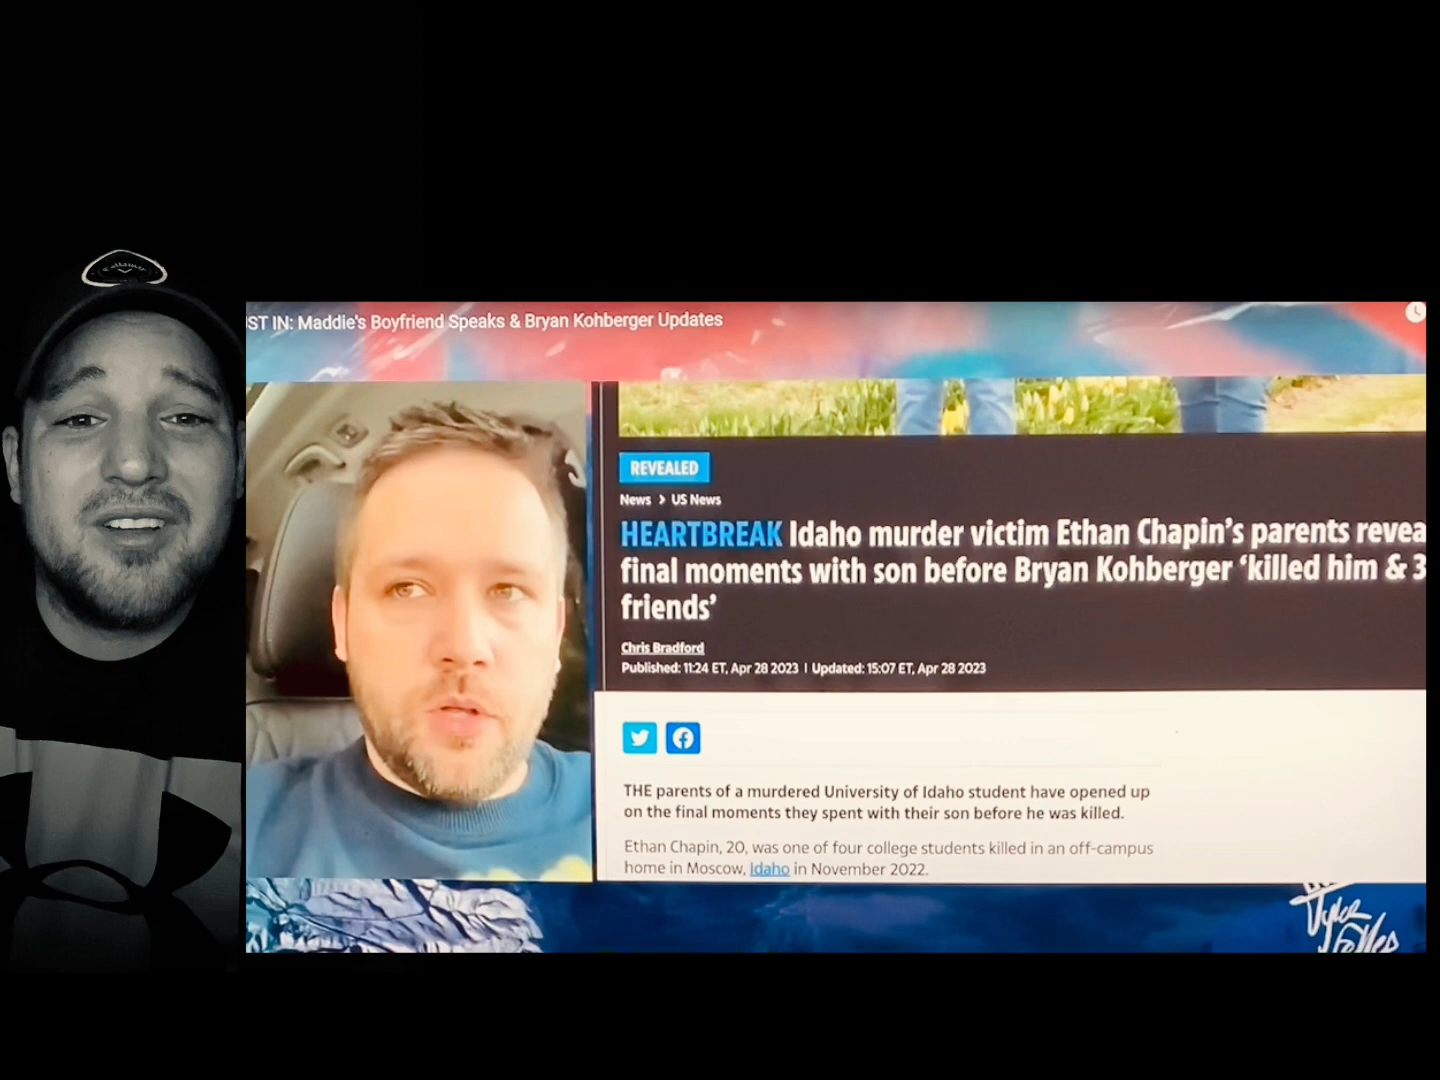 Callaway
ST IN: Maddie's Boyfriend Speaks & Bryan Kohberger Updates
REVEALED
News > US News
HEARTBREAK Idaho murder victim Ethan Chapin's parents revea
final moments with son before Bryan Kohberger ‘killed him & 3
friends’
Chris Bradford
Published: 11:24 ET, Apr 28 2023 | Updated: 15:07 ET, Apr 28 2023
THE parents of a murdered University of Idaho student have opened up
on the final moments they spent with their son before he was killed.
Ethan Chapin, 20, was one of four college students killed in an off-campus
home in Moscow, Idaho in November 2022.